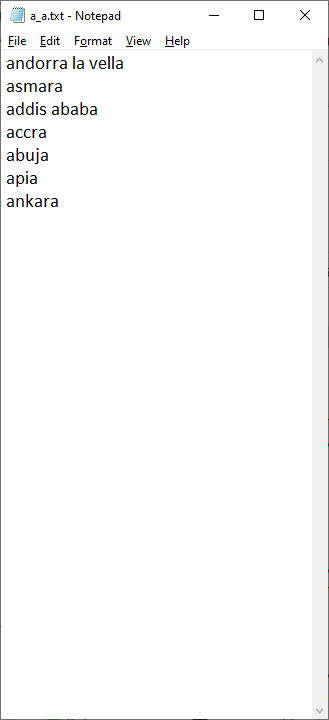 a_a.txt - Notepad
File Edit Format View Help
andorra la vella
asmara
addis ababa
accra
abuja
apia
ankara